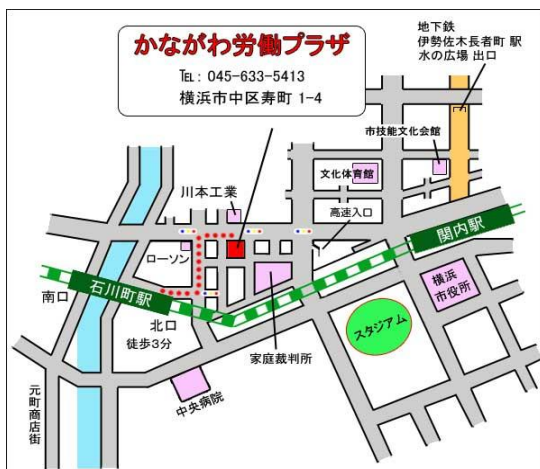 かながわ労働プラザ
TEL: 045-633-5413
横浜市中区寿町 1-4
地下鉄
伊勢佐木長者町 駅
水の広場 出口
市技能文化会館
文化体育館
川本工業
高速入口
関内駅
ローソン
石川町駅
南口
北口
徒歩3分
横浜
市役所
スタジアム
家庭裁判所
中央病院
元町商店街